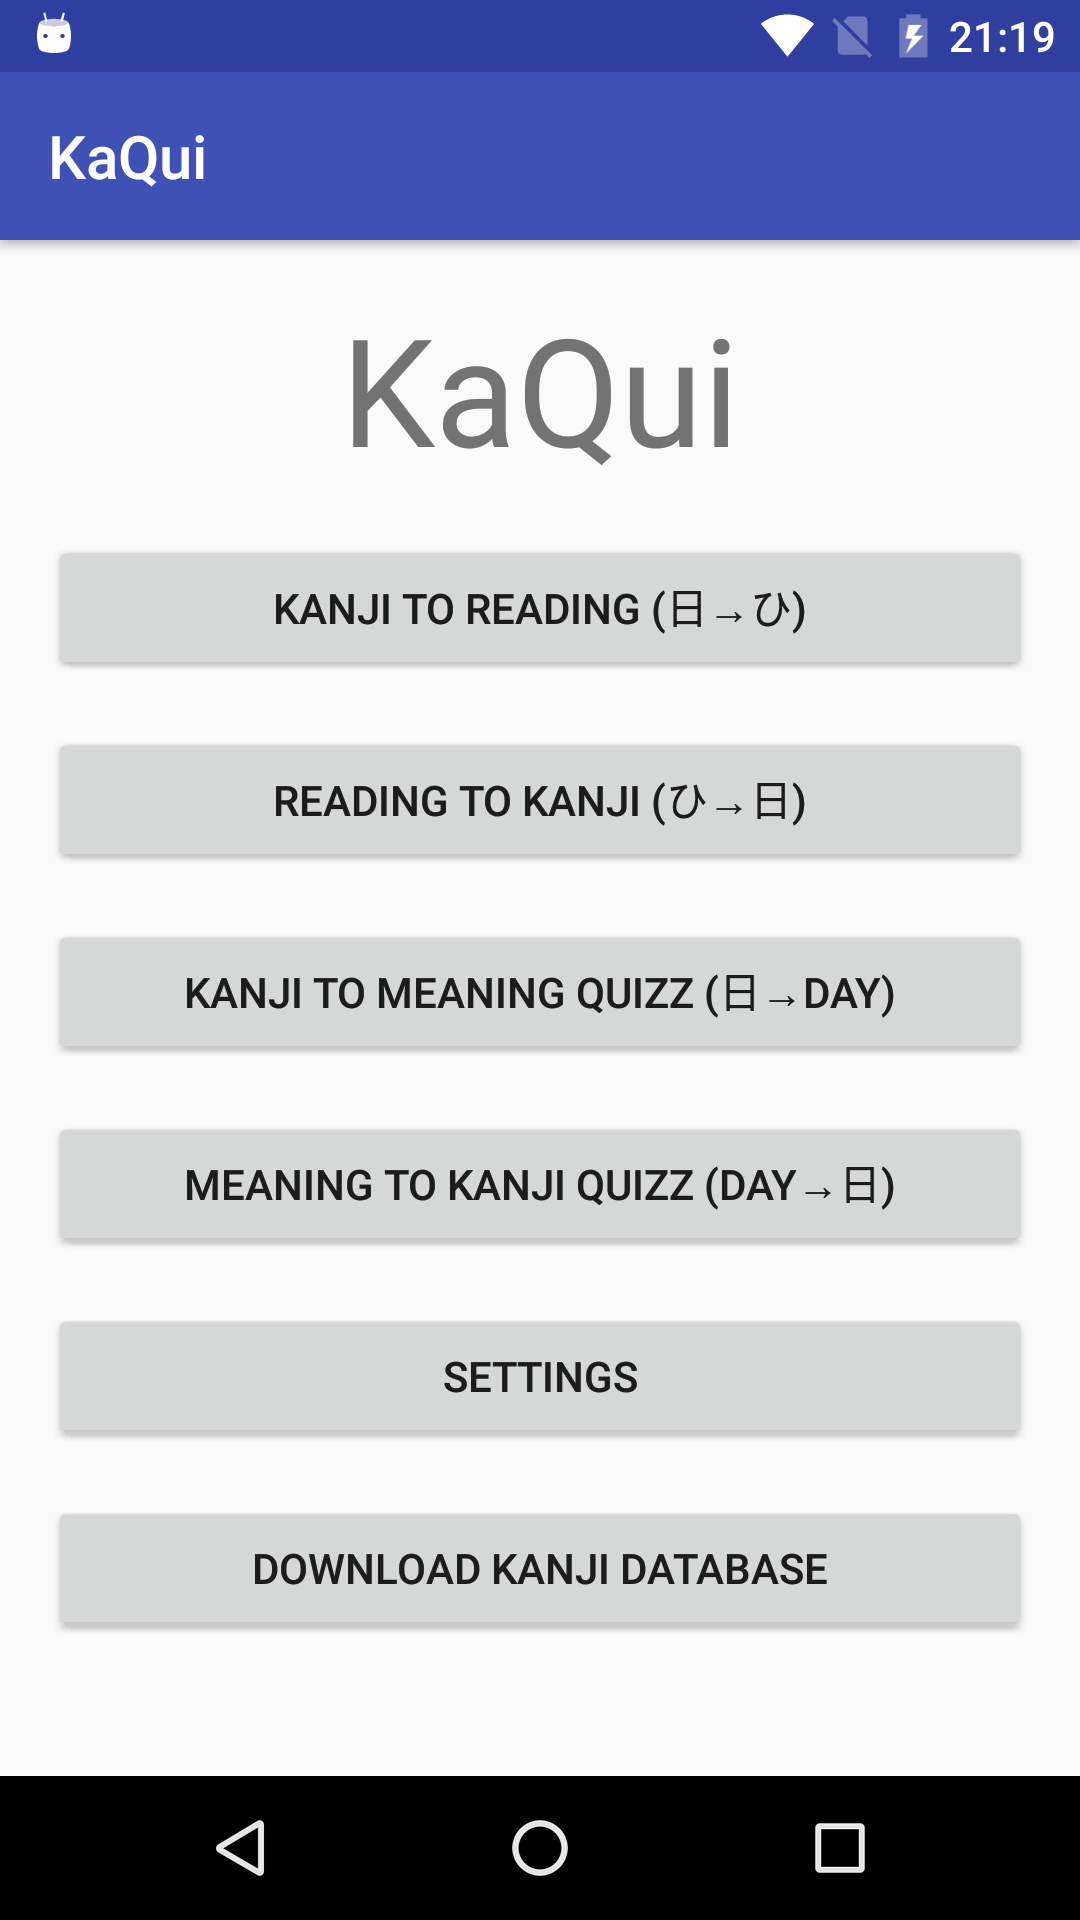 21:19
KaQui
KaQui
KANJI TO READING (日→ひ)
READING TO KANJI (ひ→日)
KANJI TO MEANING QUIZZ (日→DAY)
MEANING TO KANJI QUIZZ (DAY→日)
SETTINGS
DOWNLOAD KANJI DATABASE